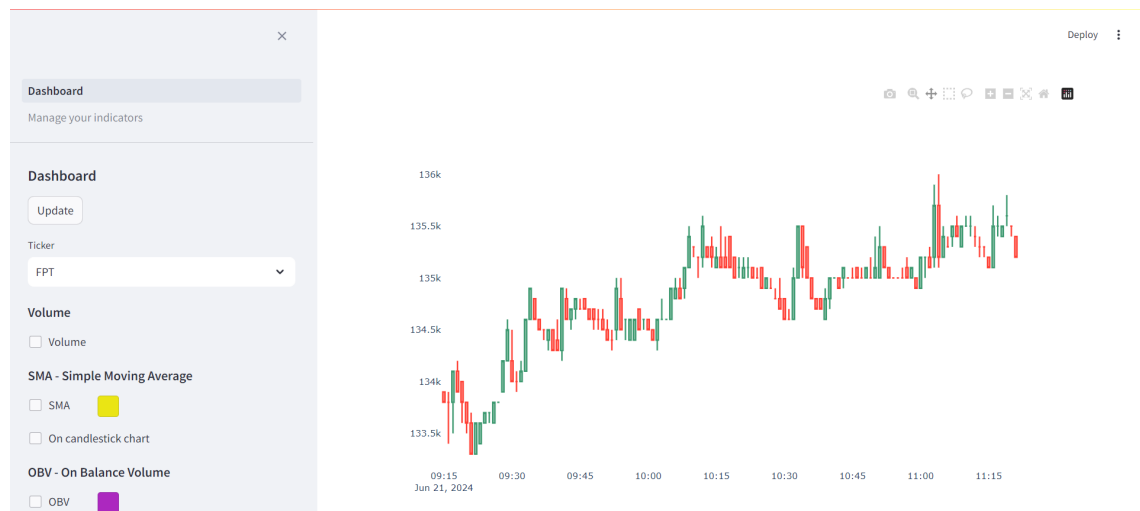 Deploy
Dashboard
Manage your indicators
Dashboard
Update
Ticker
FPT
Volume
Volume
SMA - Simple Moving Average
SMA
On candlestick chart
OBV - On Balance Volume
OBV
136k
135.5k
135k
134.5k
134k
133.5k
09:15 09:30 09:45 10:00 10:15 10:30 10:45 11:00 11:15
Jun 21, 2024